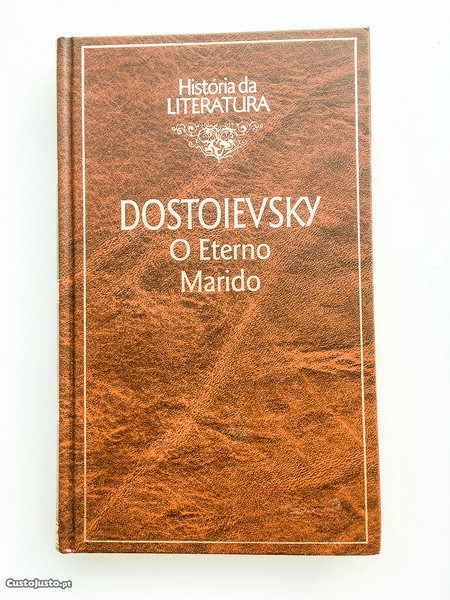 História da
LITERATURA
DOSTOIEVSKY
O Eterno
Marido
CustoJusto.pt